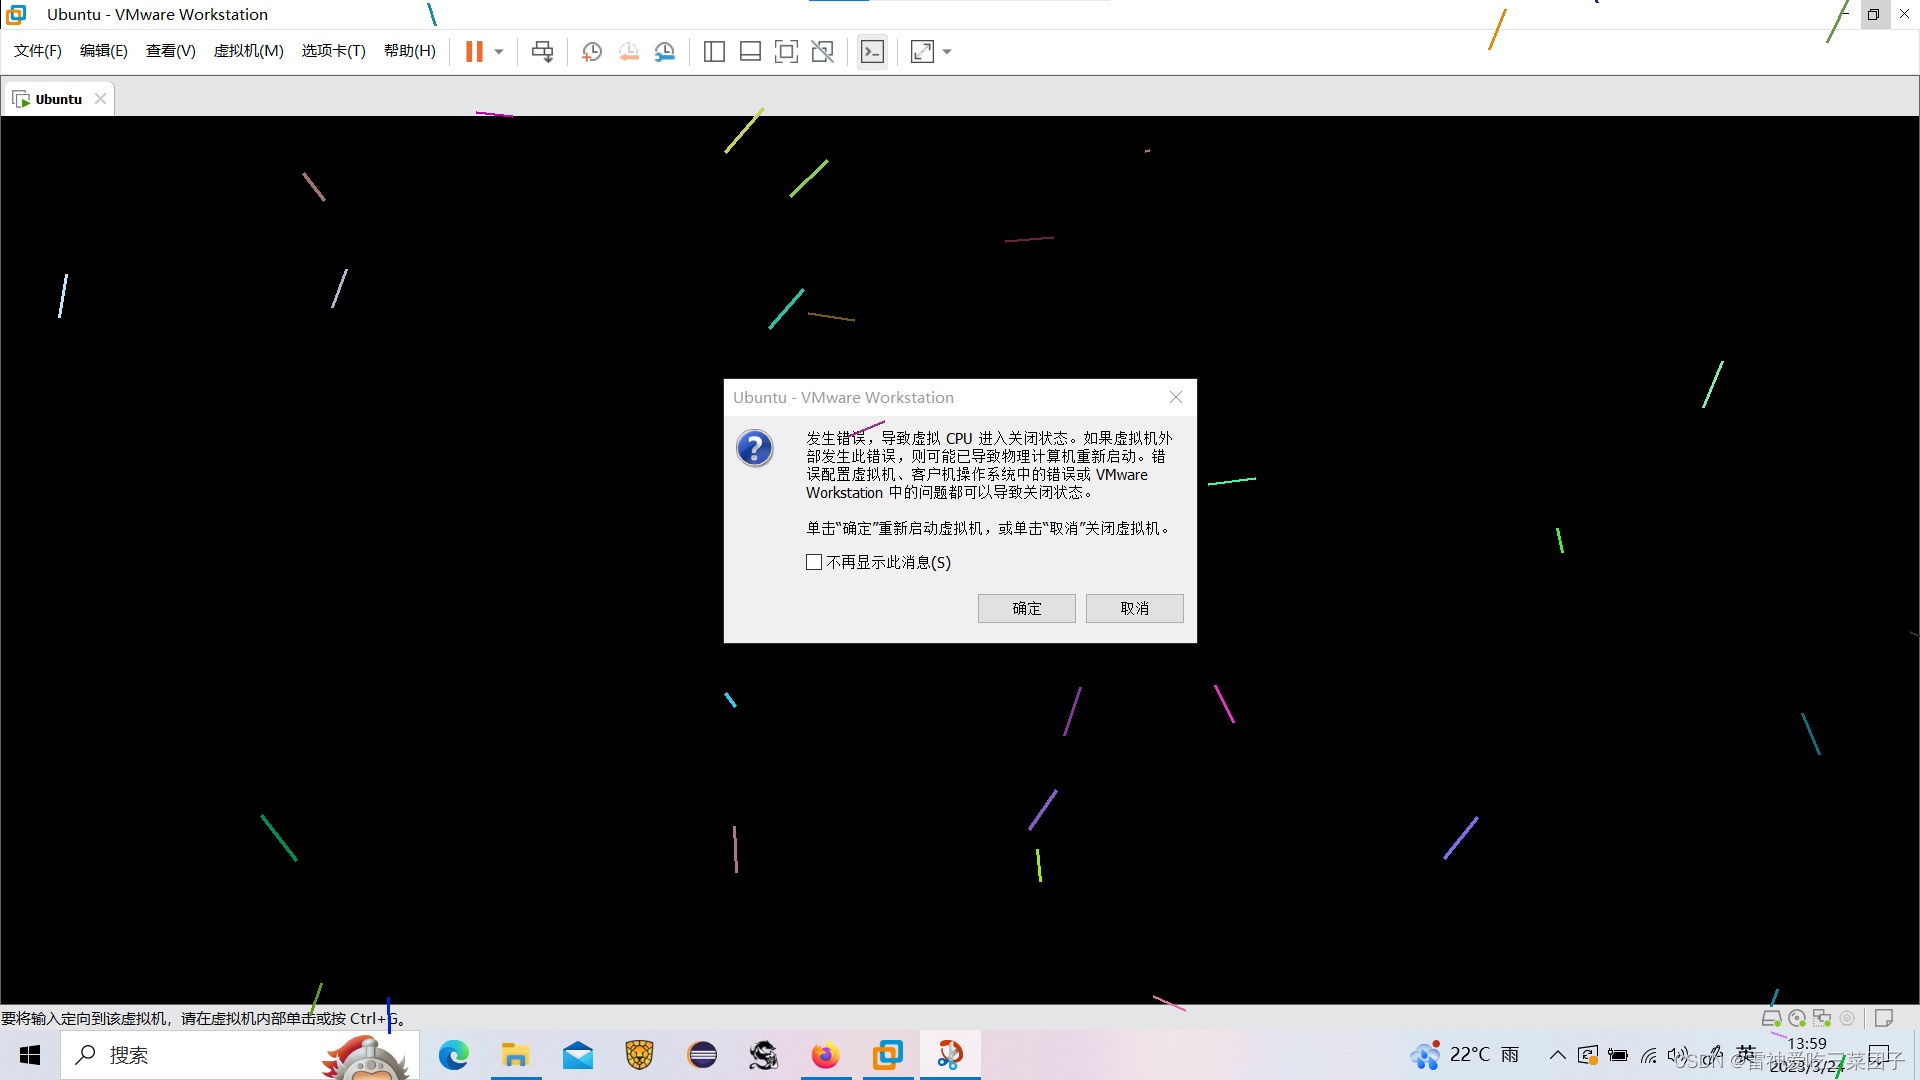 Ubuntu - VMware Workstation
文件(F) 编辑(E) 查看(V) 虚拟机(M) 选项卡(T) 帮助(H)
Ubuntu
Ubuntu - VMware Workstation
发生错误，导致虚拟 CPU 进入关闭状态。如果虚拟机外
部发生此错误，则可能已导致物理计算机重新启动。错
误配置虚拟机、客户机操作系统中的错误或 VMware
Workstation 中的问题都可以导致关闭状态。
单击“确定”重新启动虚拟机，或单击“取消”关闭虚拟机。
不再显示此消息(S)
确定 取消
要将输入定向到该虚拟机，请在虚拟机内部单击或按 Ctrl+G。
搜索
22°C 雨
英
13:59
2023/3/24
CSDN @雷神爱吃三菜团子